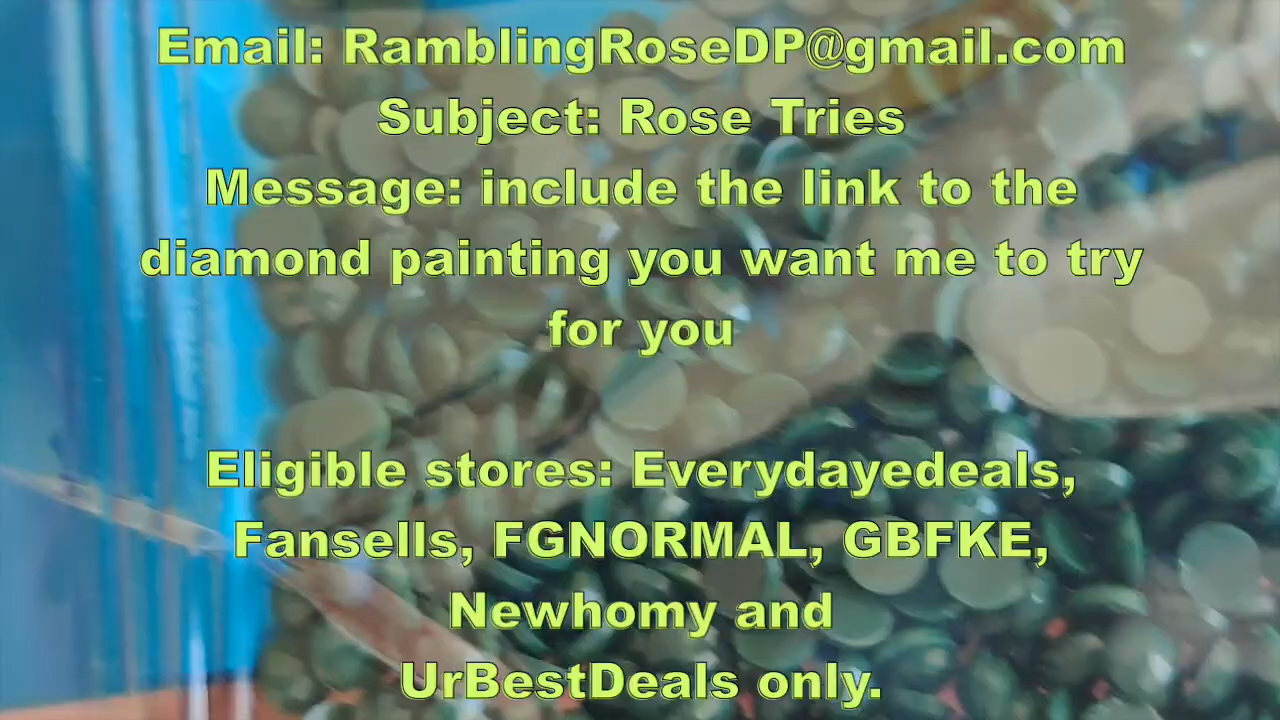 Email: RamblingRoseDP@gmail.com
Subject: Rose Tries
Message: include the link to the
diamond painting you want me to try
for you
Eligible stores: Everydayedeals,
Fansells, FGNORMAL, GBFKE,
Newhomy and
UrBestDeals only.